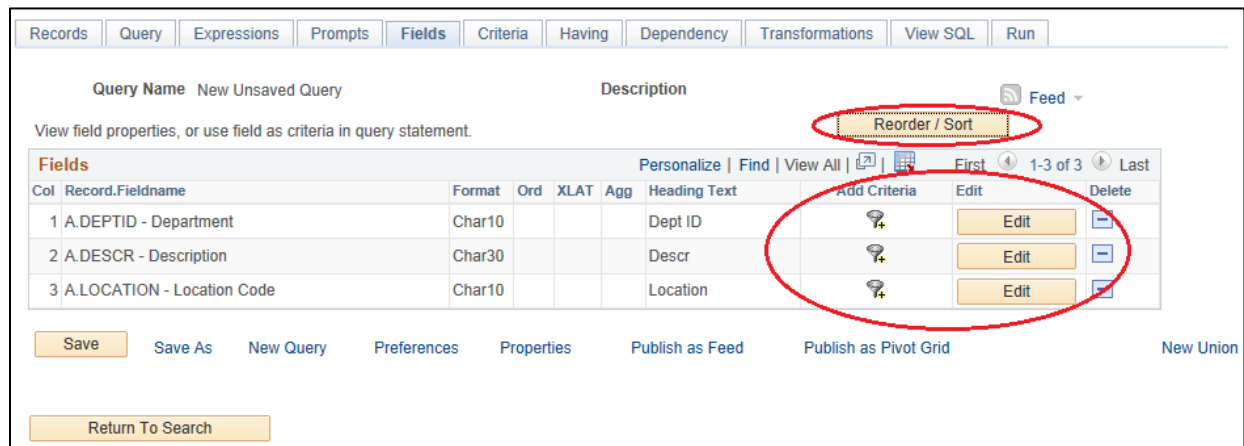 Records Query Expressions Prompts Fields Criteria Having Dependency Transformations View SQL Run
Query Name New Unsaved Query Description
Feed
View field properties, or use field as criteria in query statement. Reorder / Sort
Fields Personalize | Find | View All | | First 1-3 of 3 Last
Col Record.Fieldname Format Ord XLAT Agg Heading Text Add Criteria Edit Delete
1 A.DEPTID - Department Char10 Dept ID Edit
2 A.DESCR - Description Char30 Descr Edit
3 A.LOCATION - Location Code Char10 Location Edit
Save Save As New Query Preferences Properties Publish as Feed Publish as Pivot Grid New Union
Return To Search